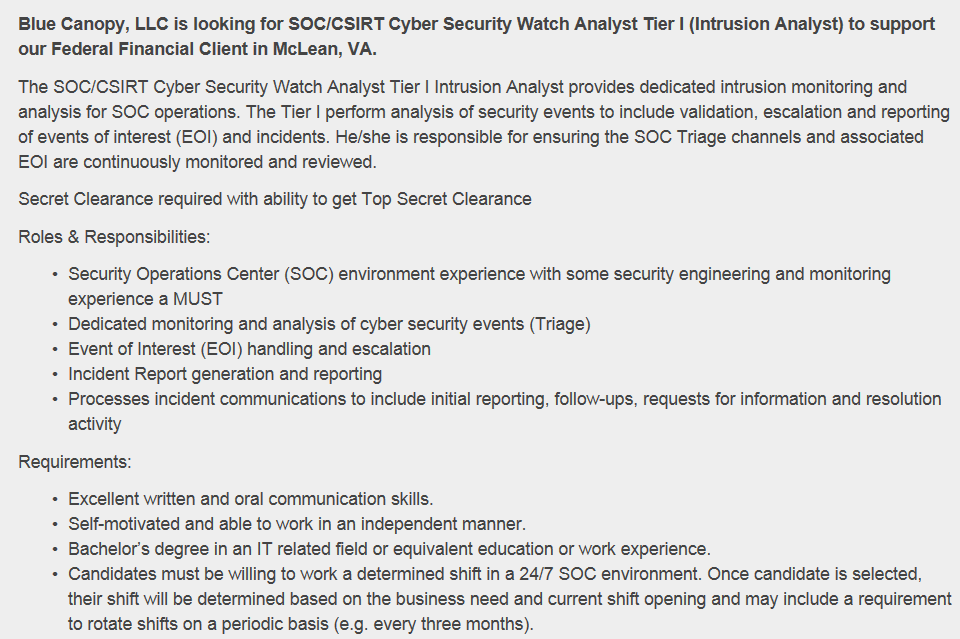 Blue Canopy, LLC is looking for SOC/CSIRT Cyber Security Watch Analyst Tier I (Intrusion Analyst) to support
our Federal Financial Client in McLean, VA.
The SOC/CSIRT Cyber Security Watch Analyst Tier I Intrusion Analyst provides dedicated intrusion monitoring and
analysis for SOC operations. The Tier I perform analysis of security events to include validation, escalation and reporting
of events of interest (EOI) and incidents. He/she is responsible for ensuring the SOC Triage channels and associated
EOI are continuously monitored and reviewed.
Secret Clearance required with ability to get Top Secret Clearance
Roles & Responsibilities:
• Security Operations Center (SOC) environment experience with some security engineering and monitoring
experience a MUST
• Dedicated monitoring and analysis of cyber security events (Triage)
• Event of Interest (EOI) handling and escalation
• Incident Report generation and reporting
• Processes incident communications to include initial reporting, follow-ups, requests for information and resolution
activity
Requirements:
• Excellent written and oral communication skills.
• Self-motivated and able to work in an independent manner.
• Bachelor's degree in an IT related field or equivalent education or work experience.
• Candidates must be willing to work a determined shift in a 24/7 SOC environment. Once candidate is selected,
their shift will be determined based on the business need and current shift opening and may include a requirement
to rotate shifts on a periodic basis (e.g. every three months).